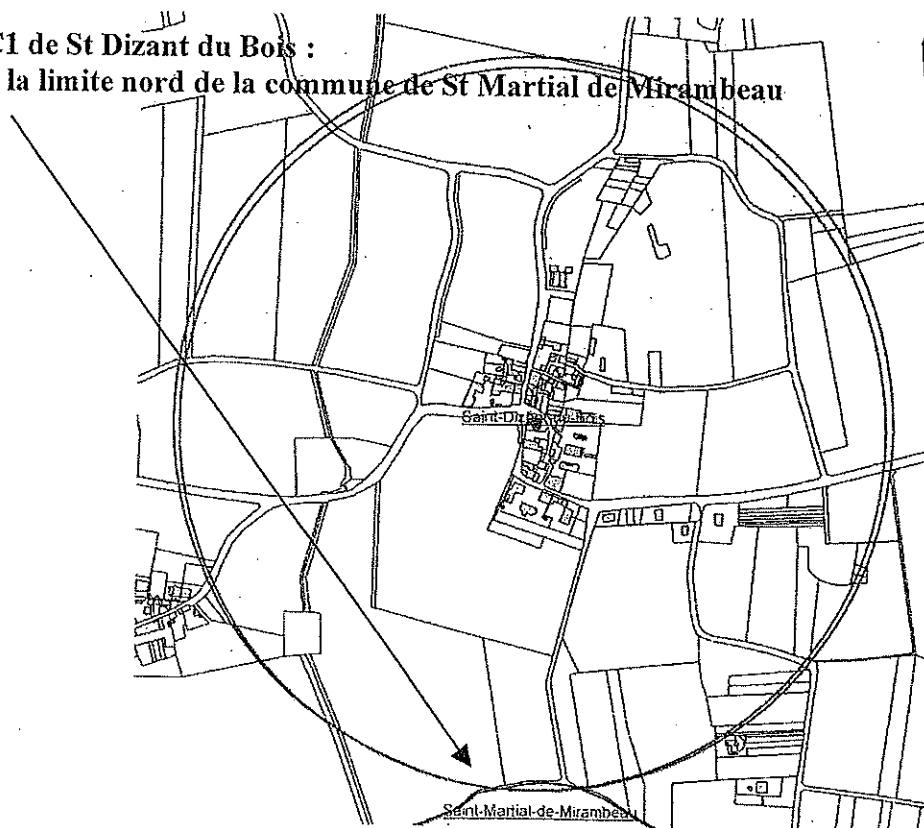 C1 de St Dizant du Bois :
la limite nord de la commune de St Martial de Mirambeau
Saint-Dizant-du-Bois
Saint-Martial-de-Mirambeau